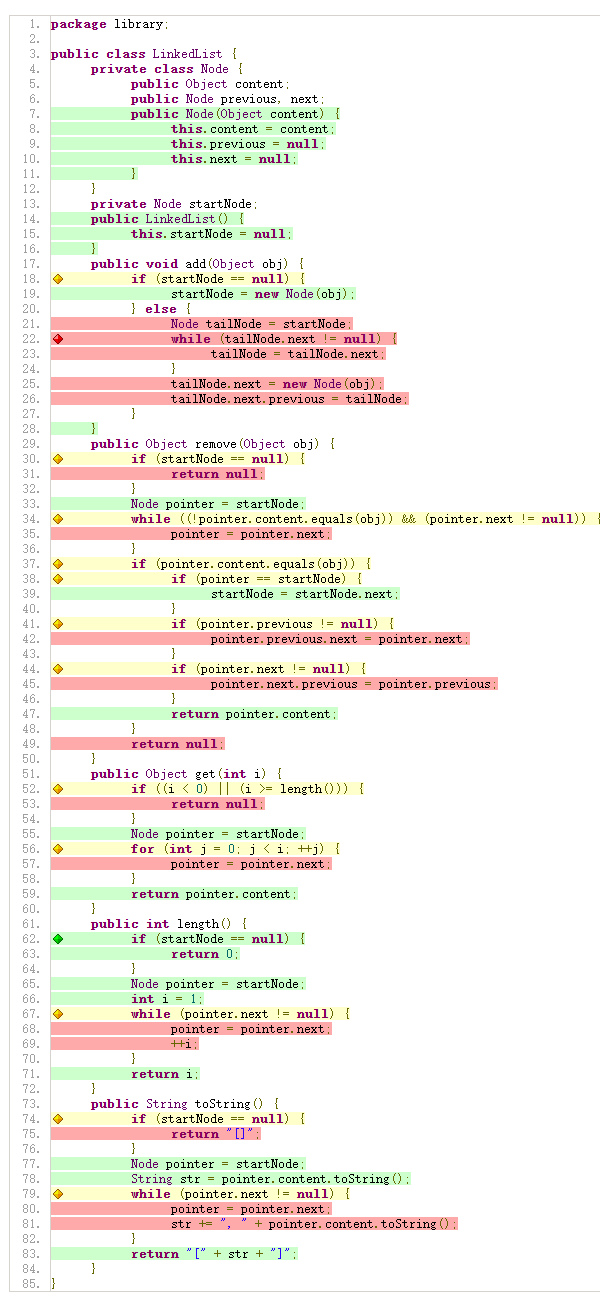 1. package library;
2.
3. public class LinkedList {
4.     private class Node {
5.         public Object content;
6.         public Node previous, next;
7.         public Node(Object content) {
8.             this.content = content;
9.             this.previous = null;
10.             this.next = null;
11.         }
12.     }
13.     private Node startNode;
14.     public LinkedList() {
15.         this.startNode = null;
16.     }
17.     public void add(Object obj) {
18.         if (startNode == null) {
19.             startNode = new Node(obj);
20.         } else {
21.             Node tailNode = startNode;
22.             while (tailNode.next != null) {
23.                 tailNode = tailNode.next;
24.             }
25.             tailNode.next = new Node(obj);
26.             tailNode.next.previous = tailNode;
27.         }
28.     }
29.     public Object remove(Object obj) {
30.         if (startNode == null) {
31.             return null;
32.         }
33.         Node pointer = startNode;
34.         while ((!pointer.content.equals(obj)) && (pointer.next != null)) {
35.             pointer = pointer.next;
36.         }
37.         if (pointer.content.equals(obj)) {
38.             if (pointer == startNode) {
39.                 startNode = startNode.next;
40.             }
41.             if (pointer.previous != null) {
42.                 pointer.previous.next = pointer.next;
43.             }
44.             if (pointer.next != null) {
45.                 pointer.next.previous = pointer.previous;
46.             }
47.             return pointer.content;
48.         }
49.         return null;
50.     }
51.     public Object get(int i) {
52.         if ((i < 0) || (i >= length())) {
53.             return null;
54.         }
55.         Node pointer = startNode;
56.         for (int j = 0; j < i; ++j) {
57.             pointer = pointer.next;
58.         }
59.         return pointer.content;
60.     }
61.     public int length() {
62.         if (startNode == null) {
63.             return 0;
64.         }
65.         Node pointer = startNode;
66.         int i = 1;
67.         while (pointer.next != null) {
68.             pointer = pointer.next;
69.             ++i;
70.         }
71.         return i;
72.     }
73.     public String toString() {
74.         if (startNode == null) {
75.             return "[]";
76.         }
77.         Node pointer = startNode;
78.         String str = pointer.content.toString();
79.         while (pointer.next != null) {
80.             pointer = pointer.next;
81.             str += ", " + pointer.content.toString();
82.         }
83.         return "[" + str + "]";
84.     }
85. }